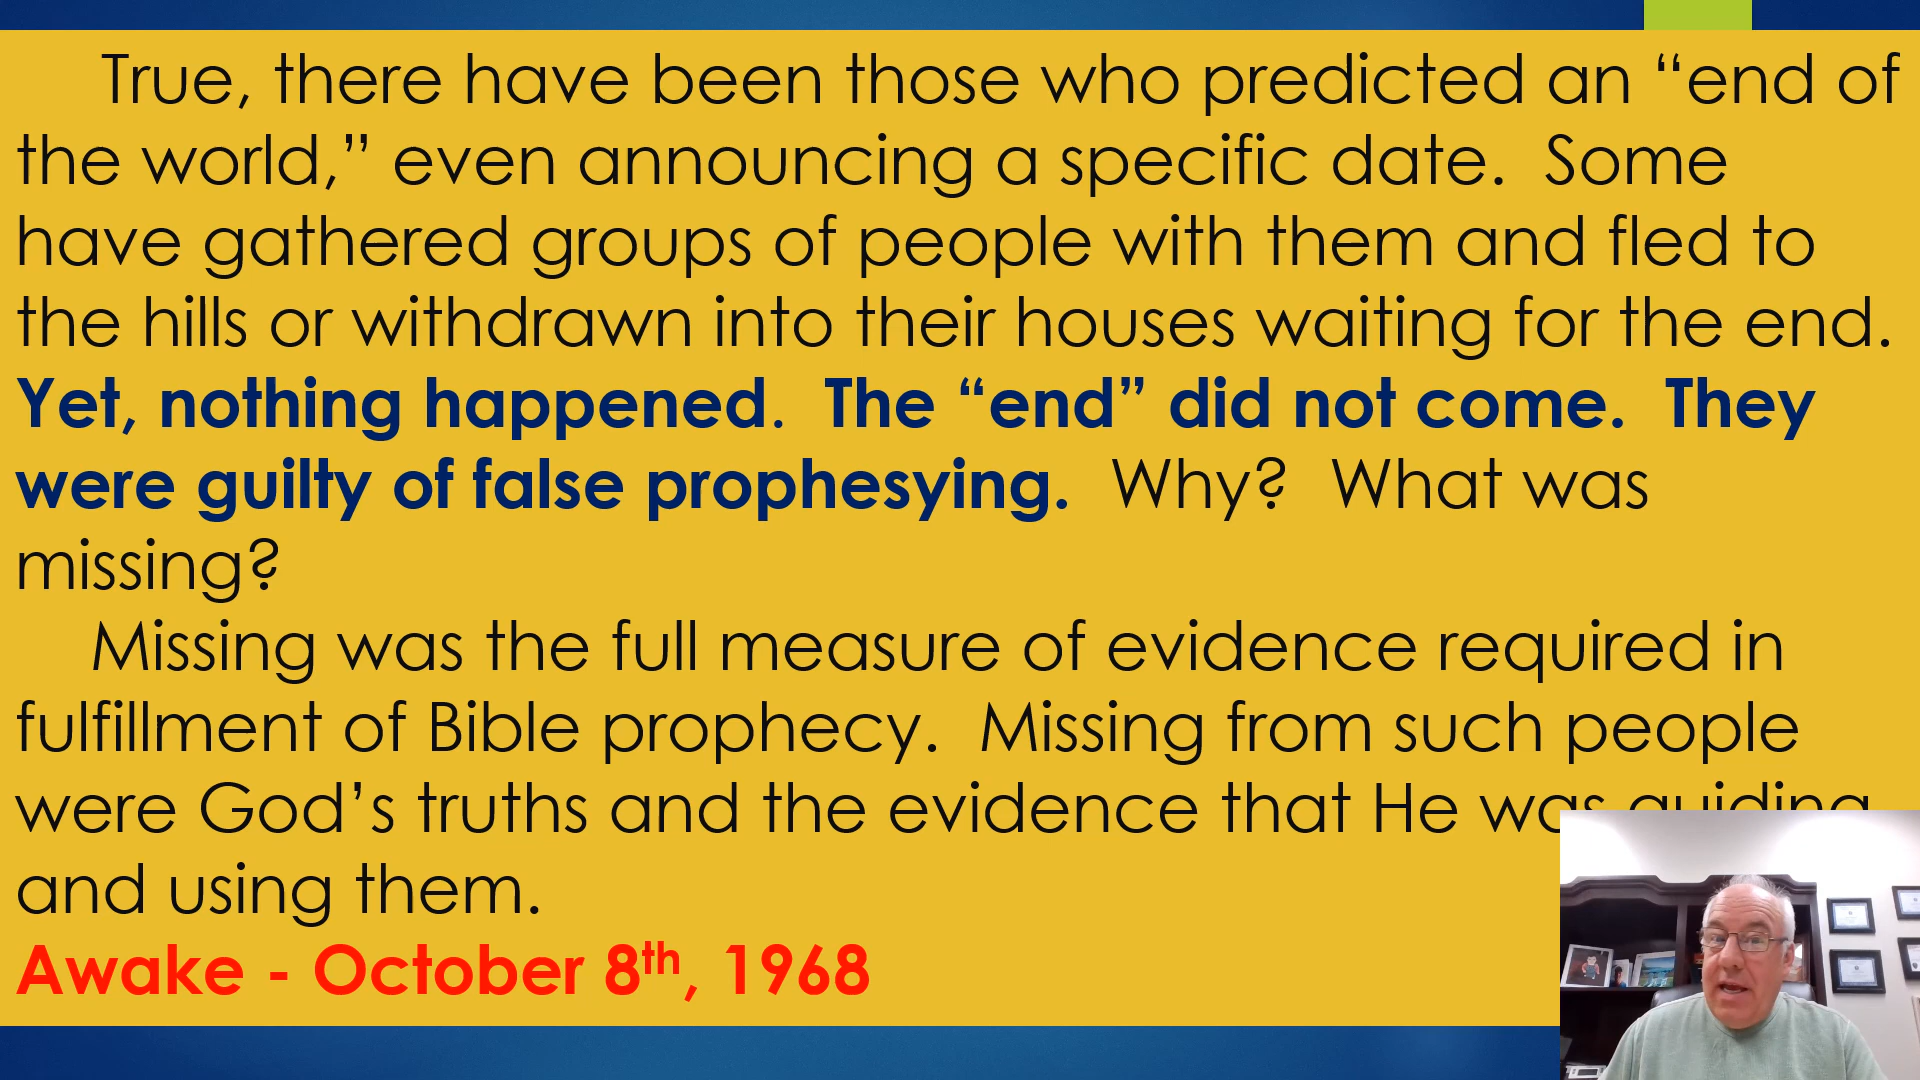 True, there have been those who predicted an “end of
the world,” even announcing a specific date. Some
have gathered groups of people with them and fled to
the hills or withdrawn into their houses waiting for the end.
Yet, nothing happened. The “end” did not come. They
were guilty of false prophesying. Why? What was
missing?
Missing was the full measure of evidence required in
fulfillment of Bible prophecy. Missing from such people
were God’s truths and the evidence that He was guiding
and using them.
Awake - October 8th, 1968